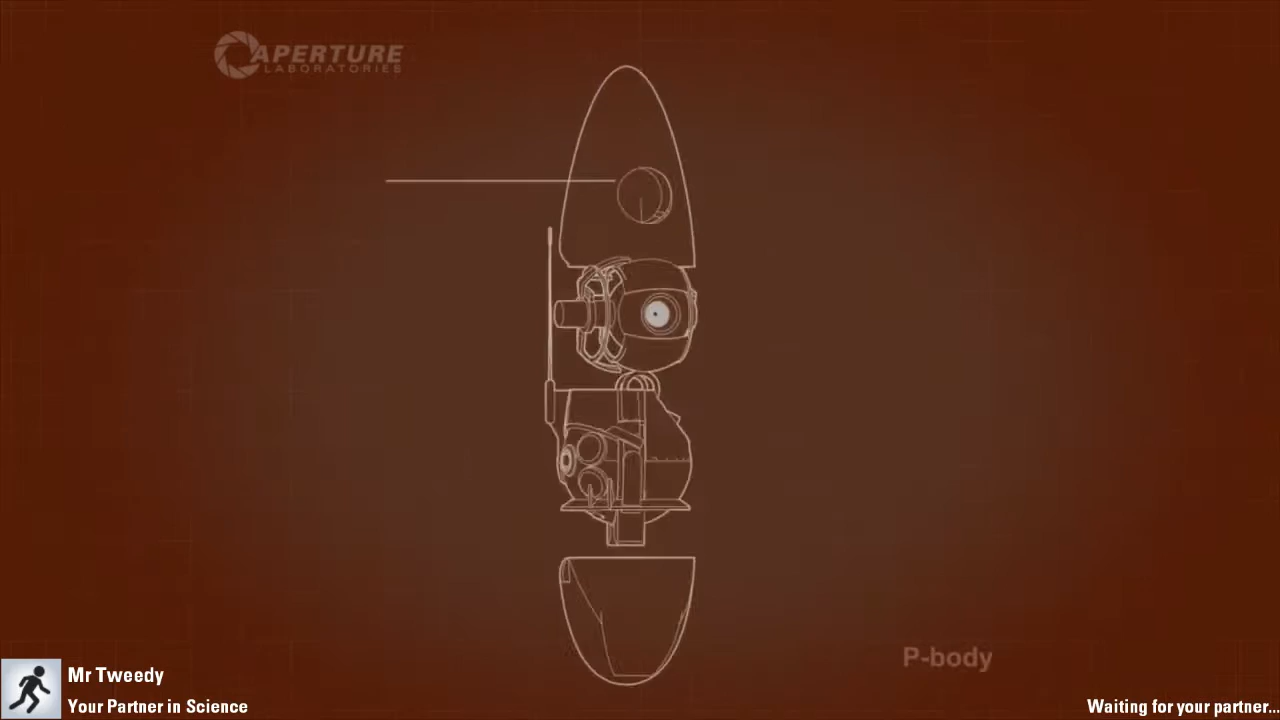 APERTURE
LABORATORIES
P-body
Mr Tweedy
Your Partner in Science
Waiting for your partner...